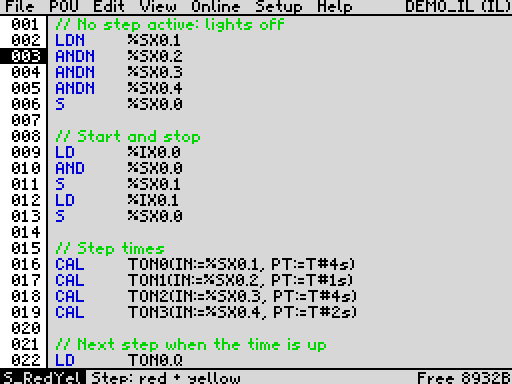 File POU Edit View Online Setup Help DEMO_IL (IL)
001 // No step active: lights off
002 LDN %SX0.1
003 ANDN %SX0.2
004 ANDN %SX0.3
005 ANDN %SX0.4
006 S %SX0.0
007
008 // Start and stop
009 LD %IX0.0
010 AND %SX0.0
011 S %SX0.1
012 LD %IX0.1
013 S %SX0.0
014
015 // Step times
016 CAL TON0(IN:=%SX0.1, PT:=T#4s)
017 CAL TON1(IN:=%SX0.2, PT:=T#1s)
018 CAL TON2(IN:=%SX0.3, PT:=T#4s)
019 CAL TON3(IN:=%SX0.4, PT:=T#2s)
020
021 // Next step when the time is up
022 LD TON0.Q
S_RedYel Step: red + yellow Free 8932B